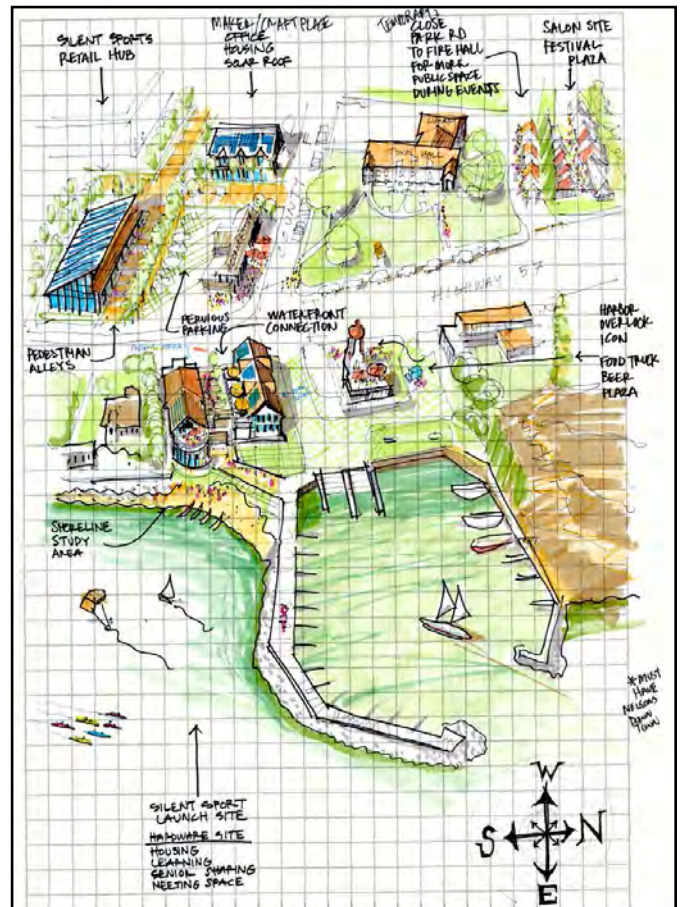 SILENT SPORTS
RETAIL HUB
MAKER/CRAFT PLACE
OFFICE
HOUSING
SOLAR ROOF
TEMPORARILY
CLOSE
PARK RD
TO FIRE HALL
FOR MORE
PUBLIC SPACE
DURING EVENTS
SALON SITE
FESTIVAL
PLAZA
TOWN HALL
HIGHWAY 57
PERVIOUS
PARKING
WATERFRONT
CONNECTION
PEDESTRIAN
ALLEYS
HARBOR
OVERLOOK
ICON
FOOD TRUCK
BEER
PLAZA
SHORELINE
STUDY
AREA
*MUST
HAVE
NELSONS
DOWN
TOWN
SILENT SPORT
LAUNCH SITE
HARDWARE SITE
HOUSING
LEARNING
SENIOR SHARING
MEETING SPACE
W
S N
E